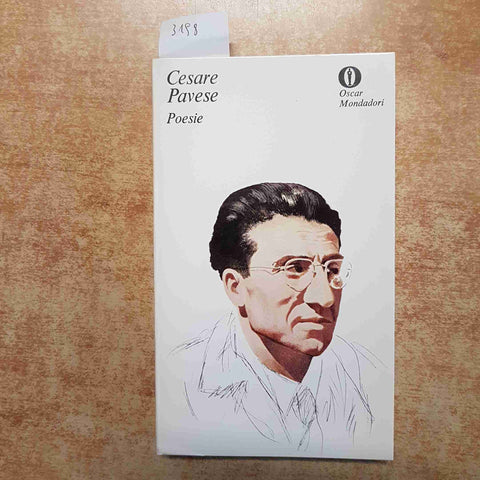 3198
Cesare
Pavese
Poesie
Oscar
Mondadori